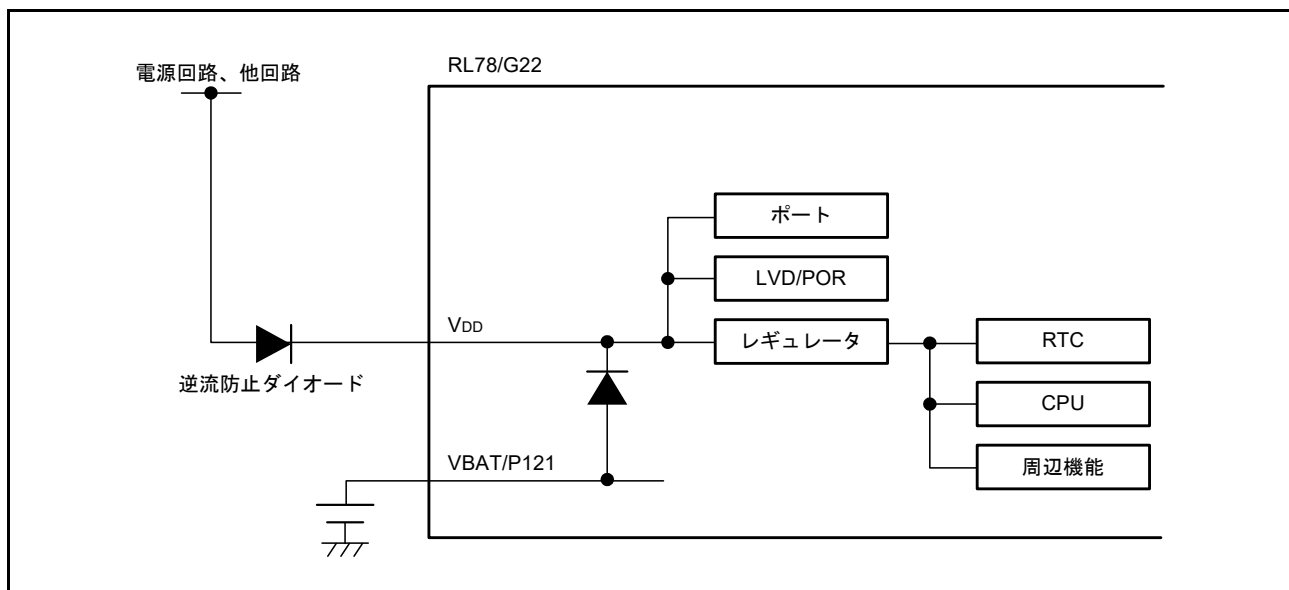 電源回路、他回路
RL78/G22
ポート
LVD/POR
VDD
レギュレータ
RTC
逆流防止ダイオード
CPU
VBAT/P121
周辺機能